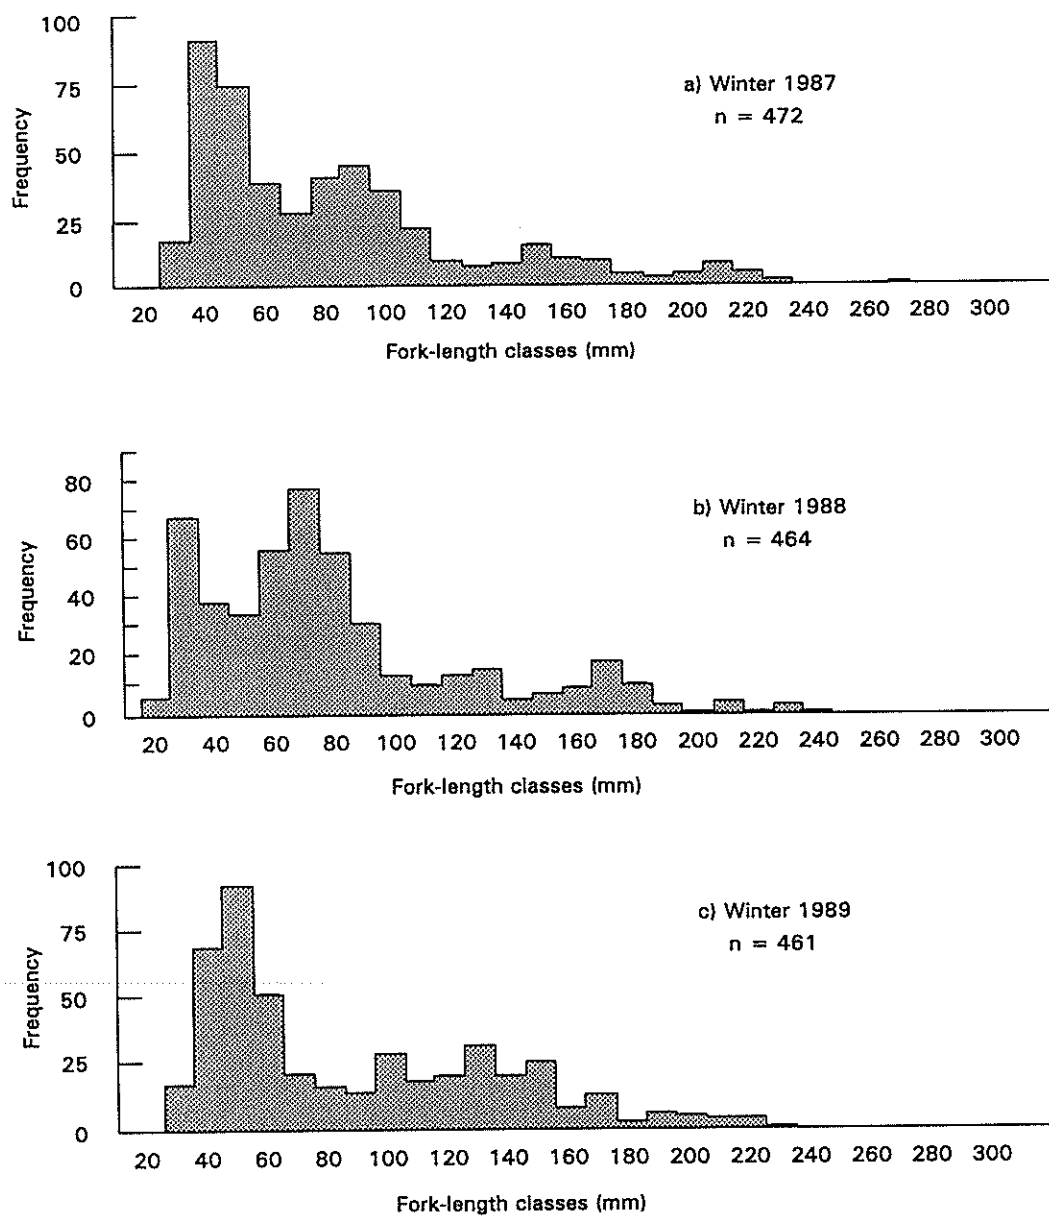 100
75
50
25
0
Frequency
a) Winter 1987
n = 472
20 40 60 80 100 120 140 160 180 200 220 240 260 280 300
Fork-length classes (mm)
80
60
40
20
0
Frequency
b) Winter 1988
n = 464
20 40 60 80 100 120 140 160 180 200 220 240 260 280 300
Fork-length classes (mm)
100
75
50
25
0
Frequency
c) Winter 1989
n = 461
20 40 60 80 100 120 140 160 180 200 220 240 260 280 300
Fork-length classes (mm)